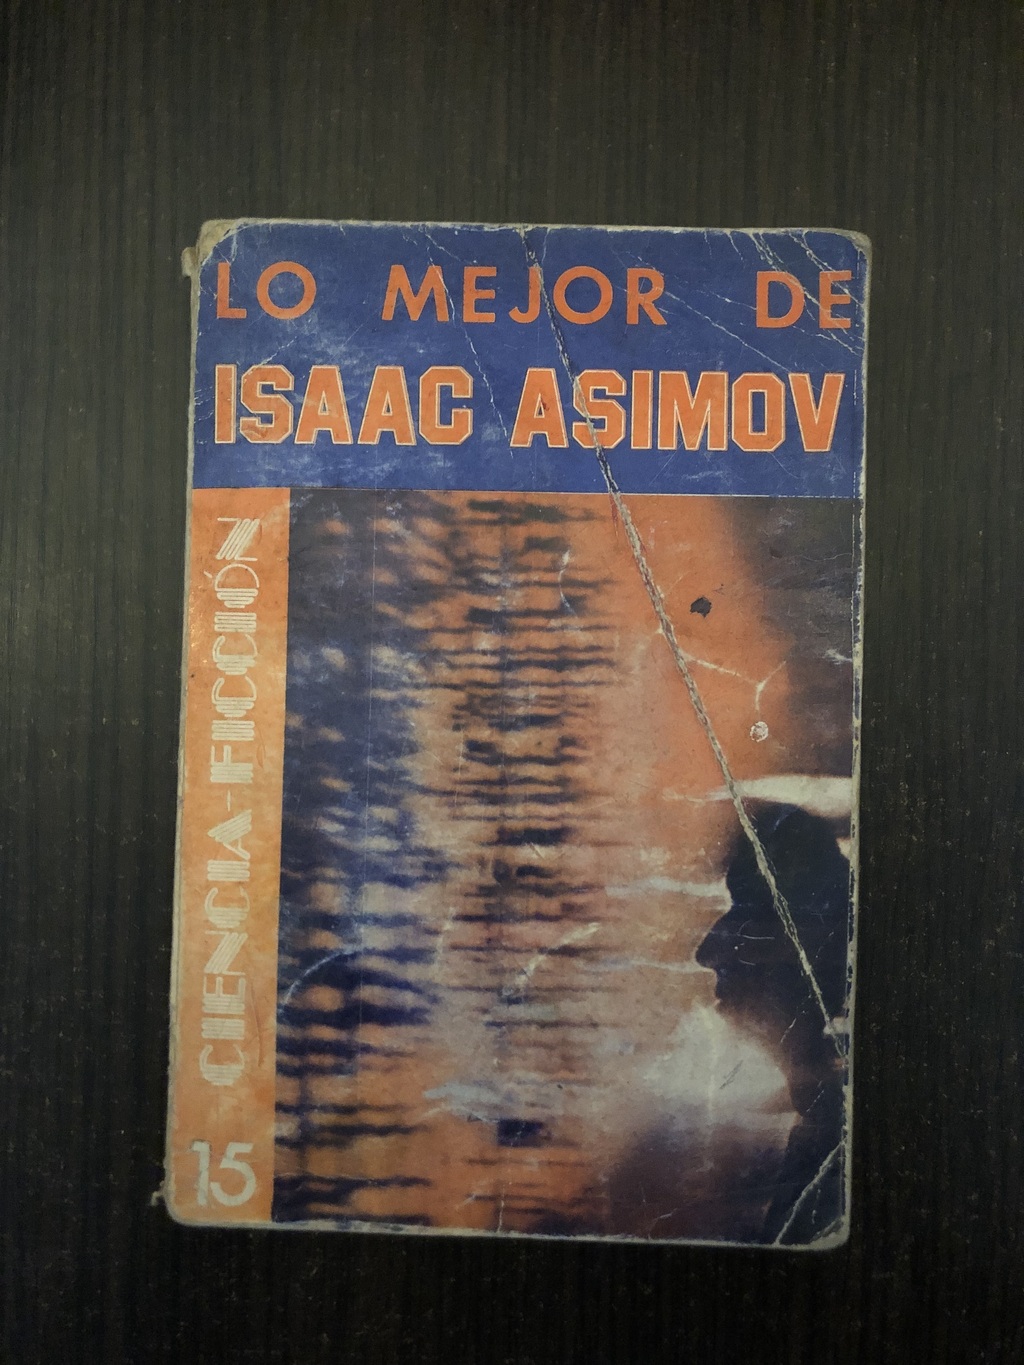 LO MEJOR DE
ISAAC ASIMOV
CIENCIA-FICCIÓN
15